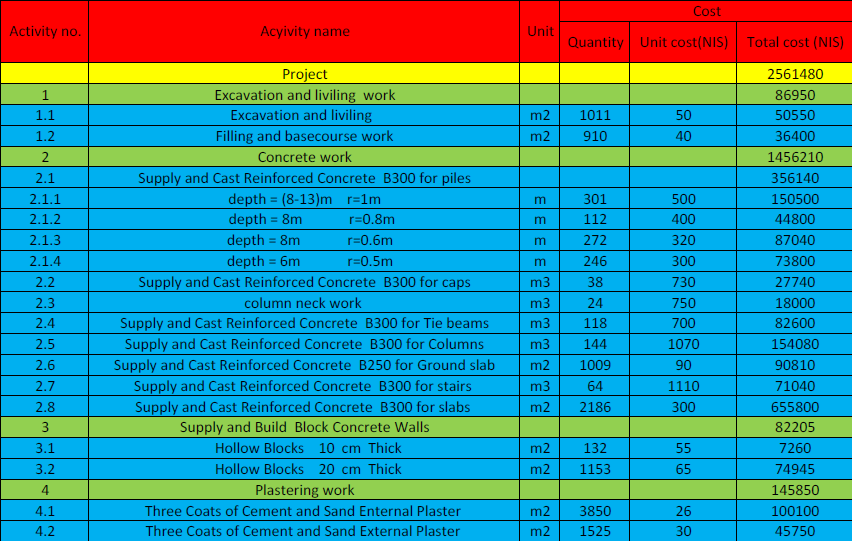 Cost
Activity no. Acyivity name Unit
Quantity Unit cost(NIS) Total cost (NIS)
Project 2561480
1 Excavation and liviling work 86950
1.1 Excavation and liviling m2 1011 50 50550
1.2 Filling and basecourse work m2 910 40 36400
2 Concrete work 1456210
2.1 Supply and Cast Reinforced Concrete B300 for piles 356140
2.1.1 depth = (8-13)m r=1m m 301 500 150500
2.1.2 depth = 8m r=0.8m m 112 400 44800
2.1.3 depth = 8m r=0.6m m 272 320 87040
2.1.4 depth = 6m r=0.5m m 246 300 73800
2.2 Supply and Cast Reinforced Concrete B300 for caps m3 38 730 27740
2.3 column neck work m3 24 750 18000
2.4 Supply and Cast Reinforced Concrete B300 for Tie beams m3 118 700 82600
2.5 Supply and Cast Reinforced Concrete B300 for Columns m3 144 1070 154080
2.6 Supply and Cast Reinforced Concrete B250 for Ground slab m2 1009 90 90810
2.7 Supply and Cast Reinforced Concrete B300 for stairs m3 64 1110 71040
2.8 Supply and Cast Reinforced Concrete B300 for slabs m2 2186 300 655800
3 Supply and Build Block Concrete Walls 82205
3.1 Hollow Blocks 10 cm Thick m2 132 55 7260
3.2 Hollow Blocks 20 cm Thick m2 1153 65 74945
4 Plastering work 145850
4.1 Three Coats of Cement and Sand Enternal Plaster m2 3850 26 100100
4.2 Three Coats of Cement and Sand External Plaster m2 1525 30 45750